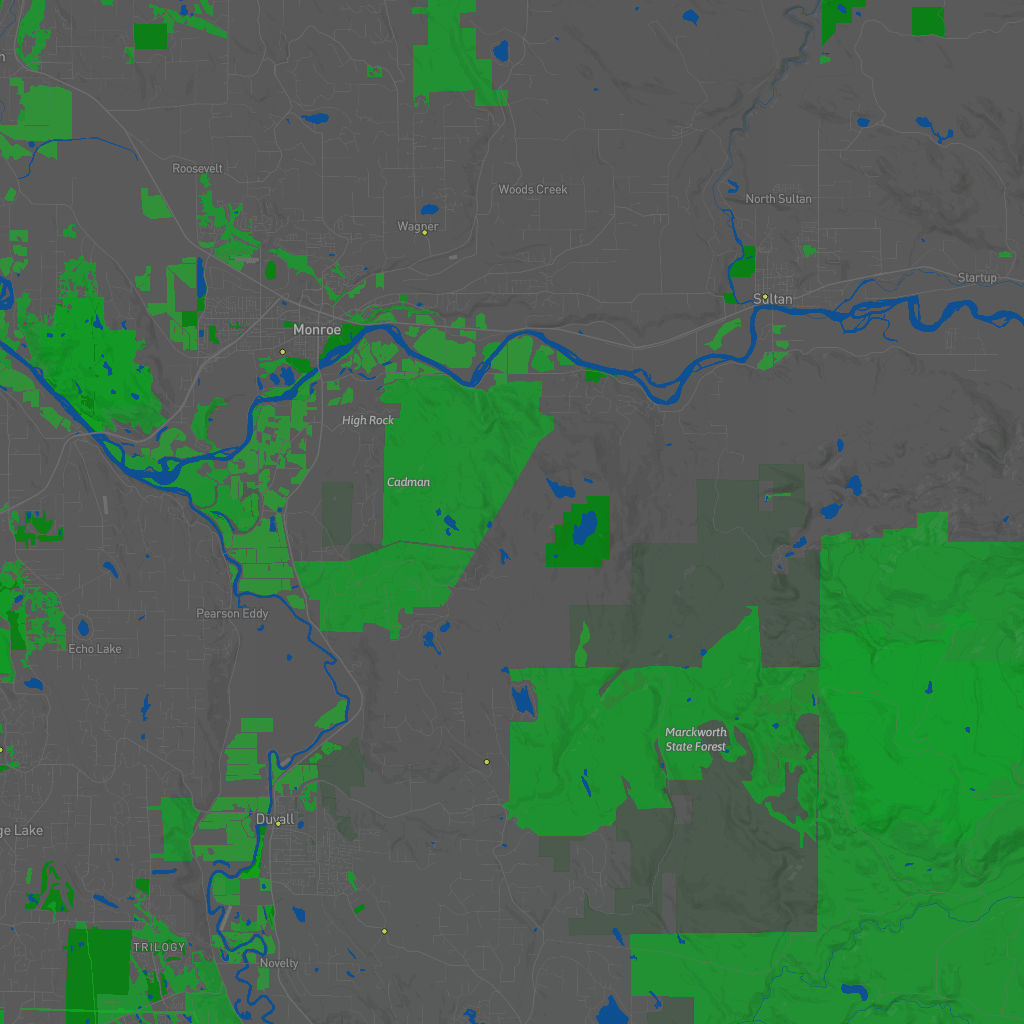 Roosevelt
Woods Creek
North Sultan
Wagner
Startup
Sultan
Monroe
High Rock
Cadman
Pearson Eddy
Echo Lake
Marckworth
State Forest
Duvall
ge Lake
TRILOGY
Novelty